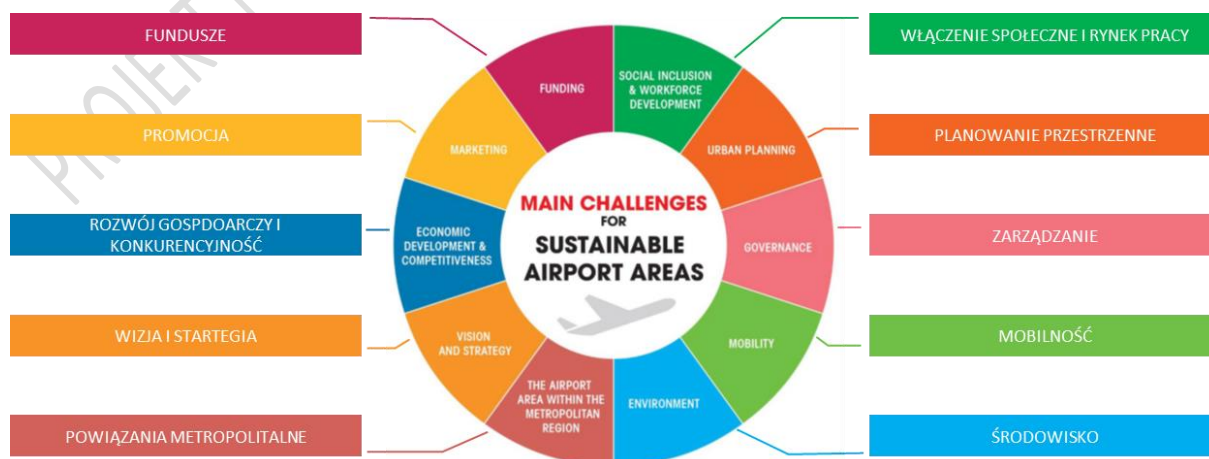 FUNDUSZE
PROMOCJA
ROZWÓJ GOSPDOARCZY I
KONKURENCYJNOŚĆ
WIZJA I STARTEGIA
POWIĄZANIA METROPOLITALNE
FUNDING
SOCIAL INCLUSION
& WORKFORCE
DEVELOPMENT
MARKETING
URBAN PLANNING
ECONOMIC
DEVELOPMENT &
COMPETITIVENESS
GOVERNANCE
VISION
AND STRATEGY
MOBILITY
THE AIRPORT
AREA WITHIN THE
METROPOLITAN
REGION
ENVIRONMENT
MAIN CHALLENGES
FOR
SUSTAINABLE
AIRPORT AREAS
WŁĄCZENIE SPOŁECZNE I RYNEK PRACY
PLANOWANIE PRZESTRZENNE
ZARZĄDZANIE
MOBILNOŚĆ
ŚRODOWISKO
PROJEKT